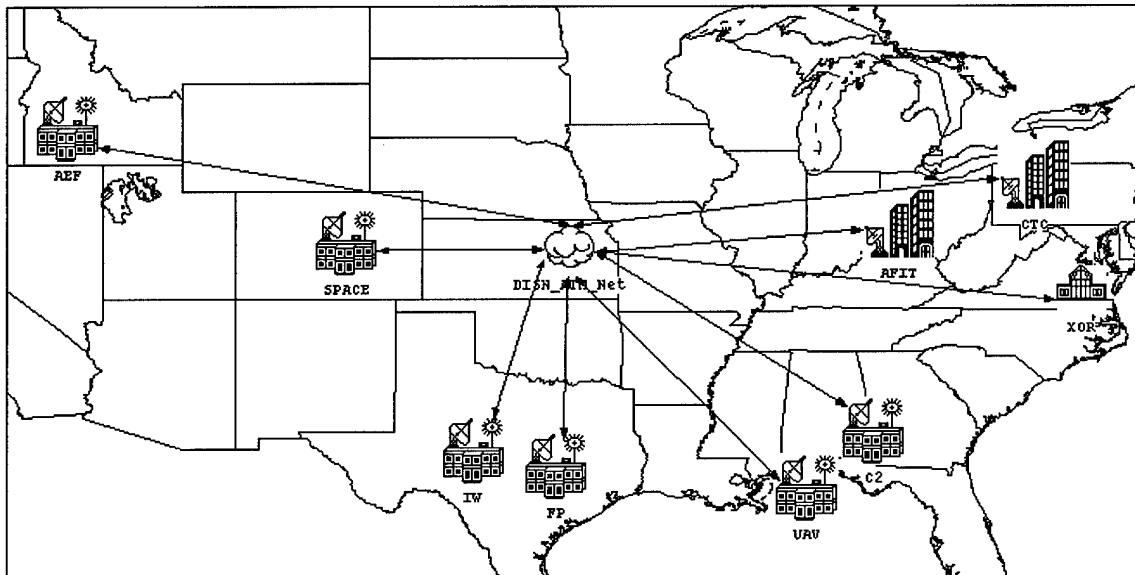 AEF
CTC
AFIT
SPACE
DISN_ATM_Net
XOR
IW
C2
FP
UAV